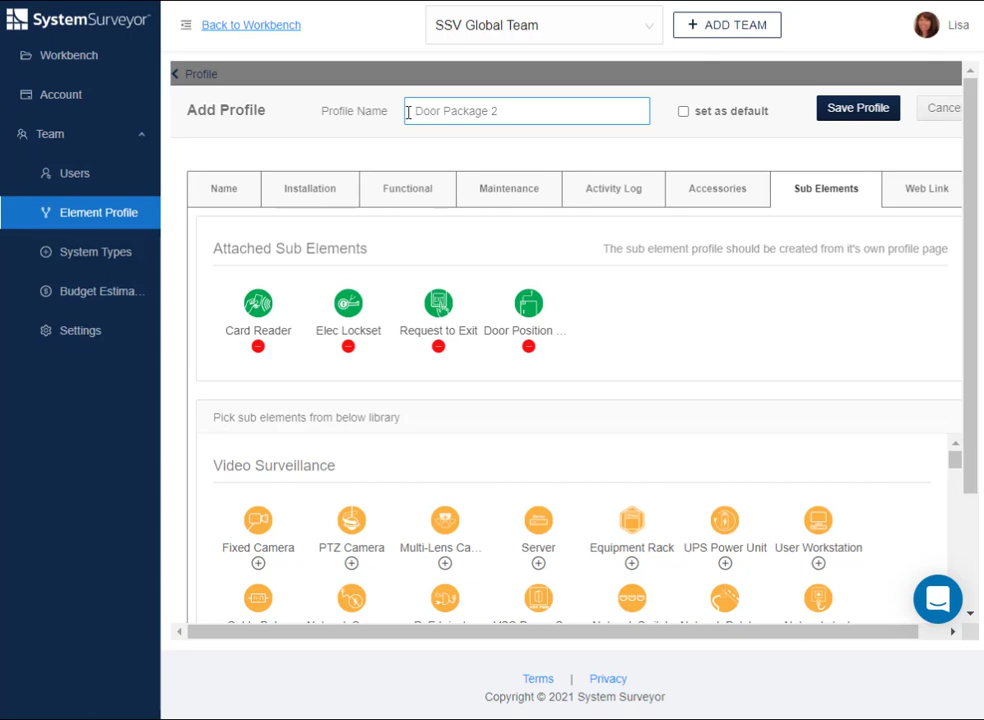 SystemSurveyor
Back to Workbench
SSV Global Team
+ ADD TEAM
Lisa
Workbench
Account
Team
Users
Element Profile
System Types
Budget Estima...
Settings
Profile
Add Profile
Profile Name
Door Package 2
set as default
Save Profile
Cance
Name
Installation
Functional
Maintenance
Activity Log
Accessories
Sub Elements
Web Link
Attached Sub Elements
The sub element profile should be created from it's own profile page
Card Reader
Elec Lockset
Request to Exit
Door Position ...
Pick sub elements from below library
Video Surveillance
Fixed Camera
PTZ Camera
Multi-Lens Ca...
Server
Equipment Rack
UPS Power Unit
User Workstation
Terms | Privacy
Copyright © 2021 System Surveyor